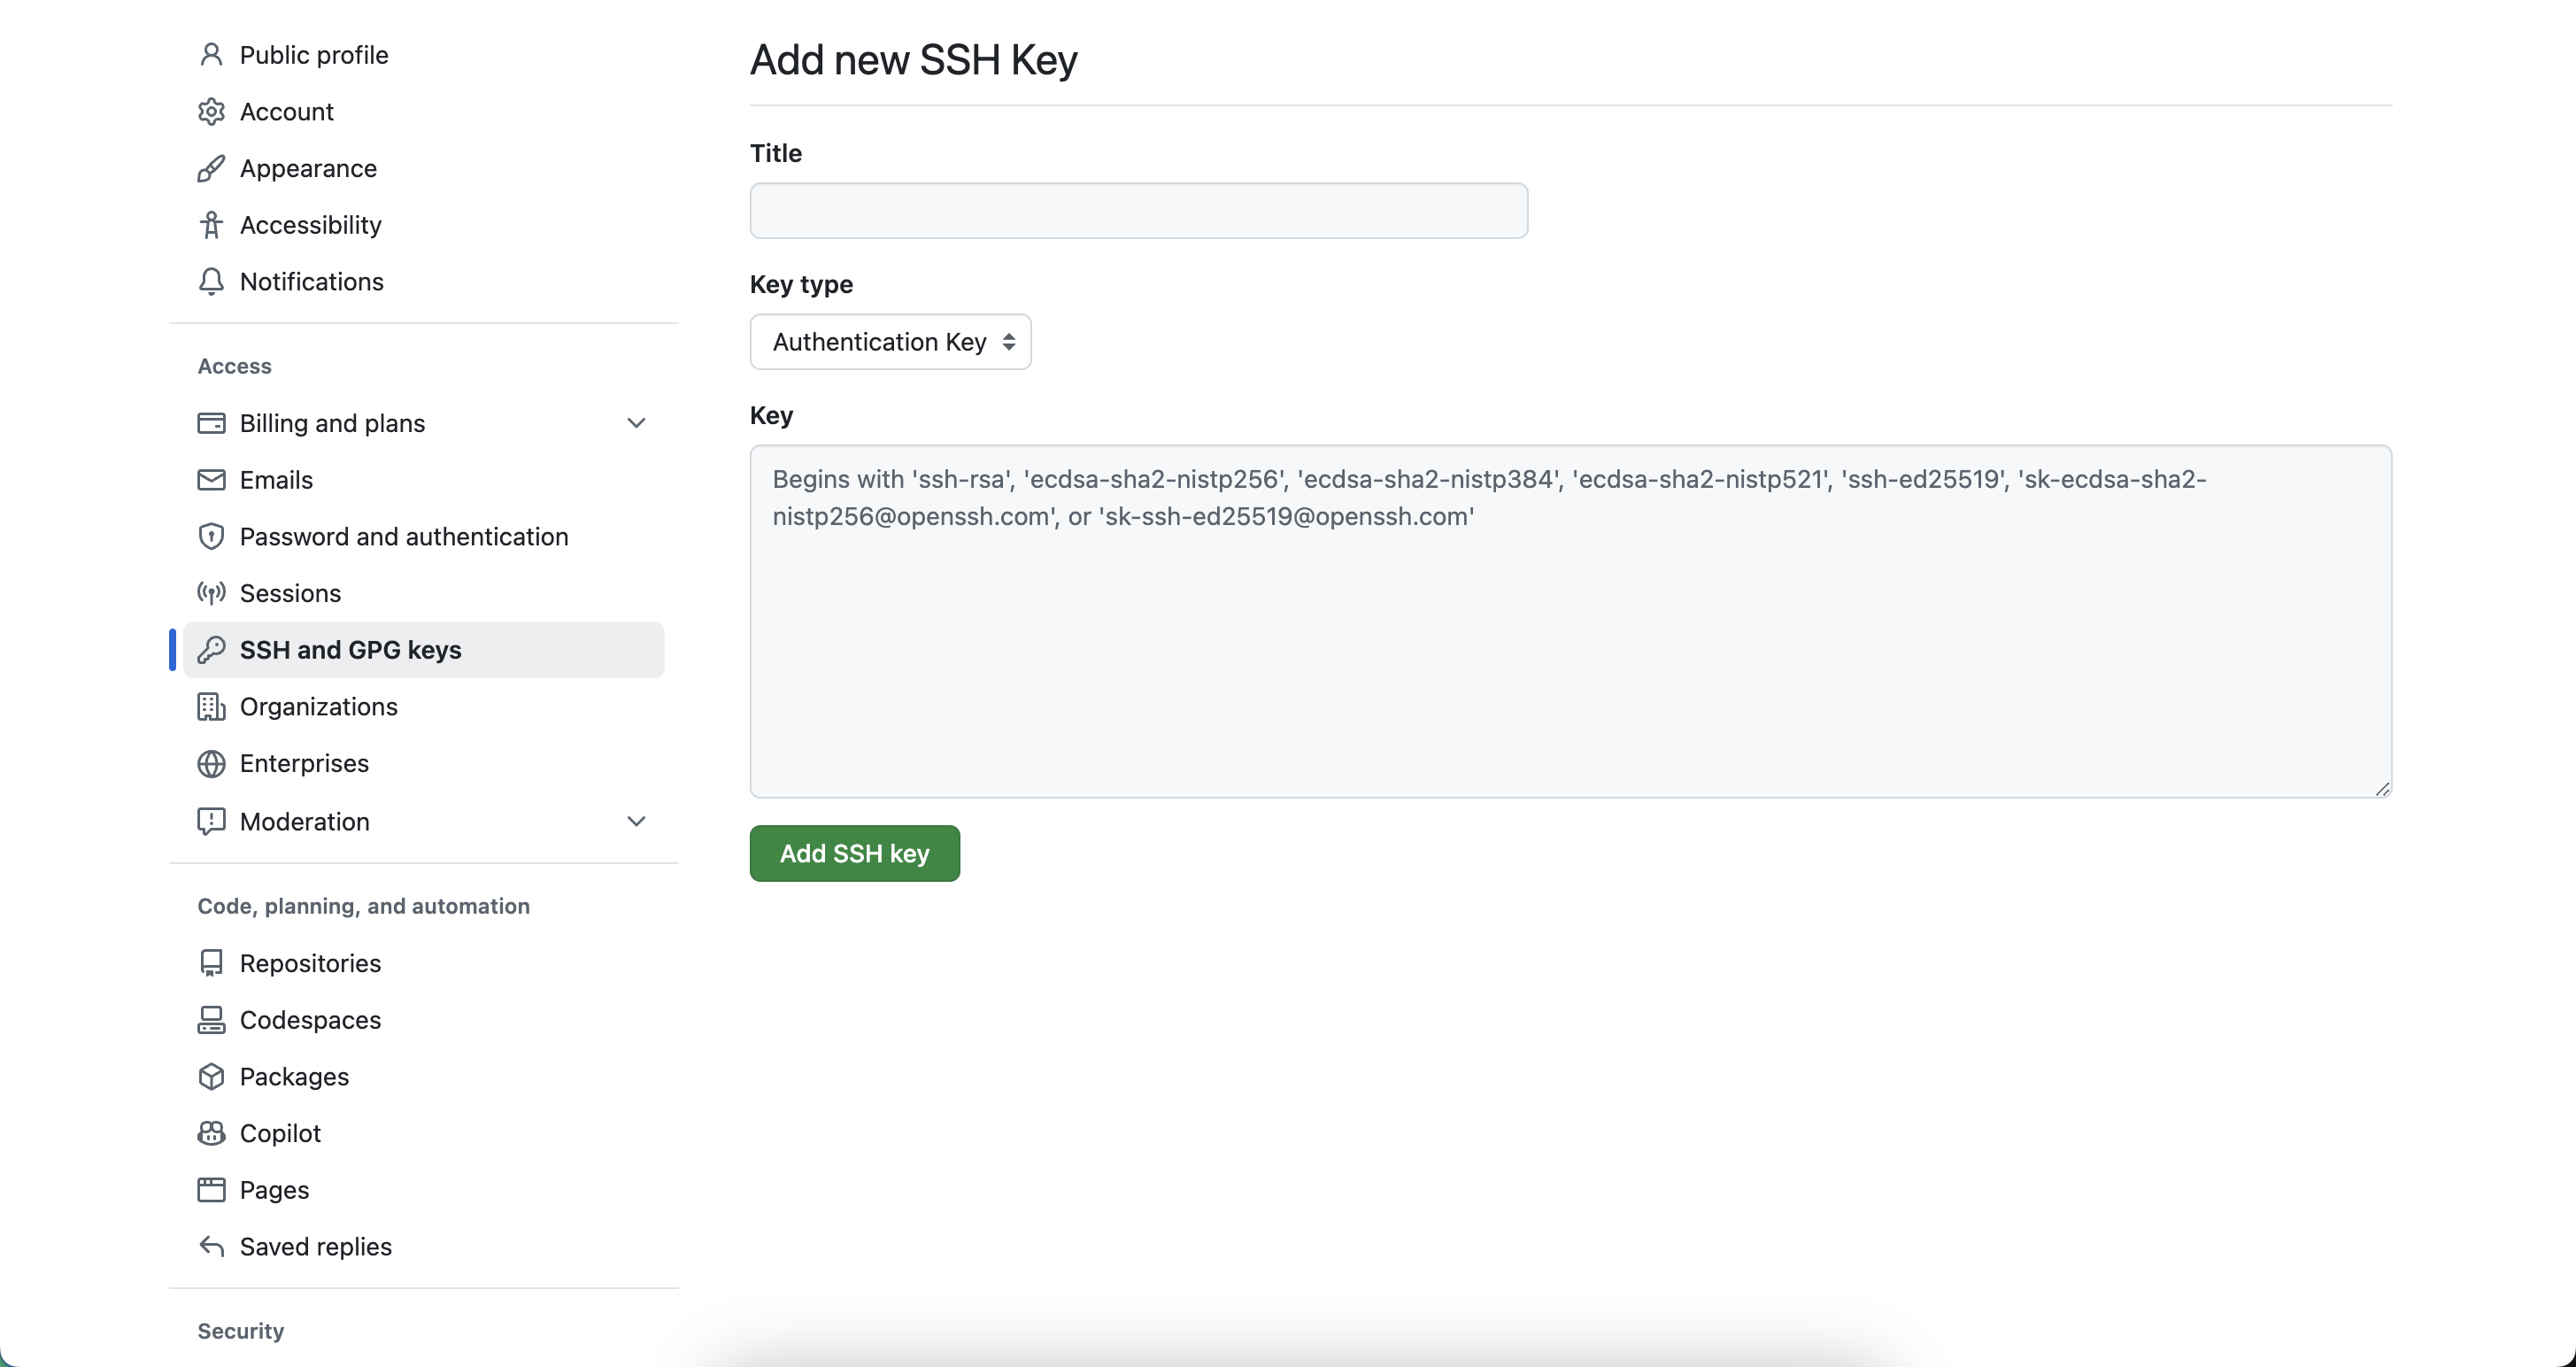 Public profile
Account
Appearance
Accessibility
Notifications
Access
Billing and plans
Emails
Password and authentication
Sessions
SSH and GPG keys
Organizations
Enterprises
Moderation
Code, planning, and automation
Repositories
Codespaces
Packages
Copilot
Pages
Saved replies
Security
Add new SSH Key
Title
Key type
Authentication Key
Key
Begins with 'ssh-rsa', 'ecdsa-sha2-nistp256', 'ecdsa-sha2-nistp384', 'ecdsa-sha2-nistp521', 'ssh-ed25519', 'sk-ecdsa-sha2-
nistp256@openssh.com', or 'sk-ssh-ed25519@openssh.com'
Add SSH key